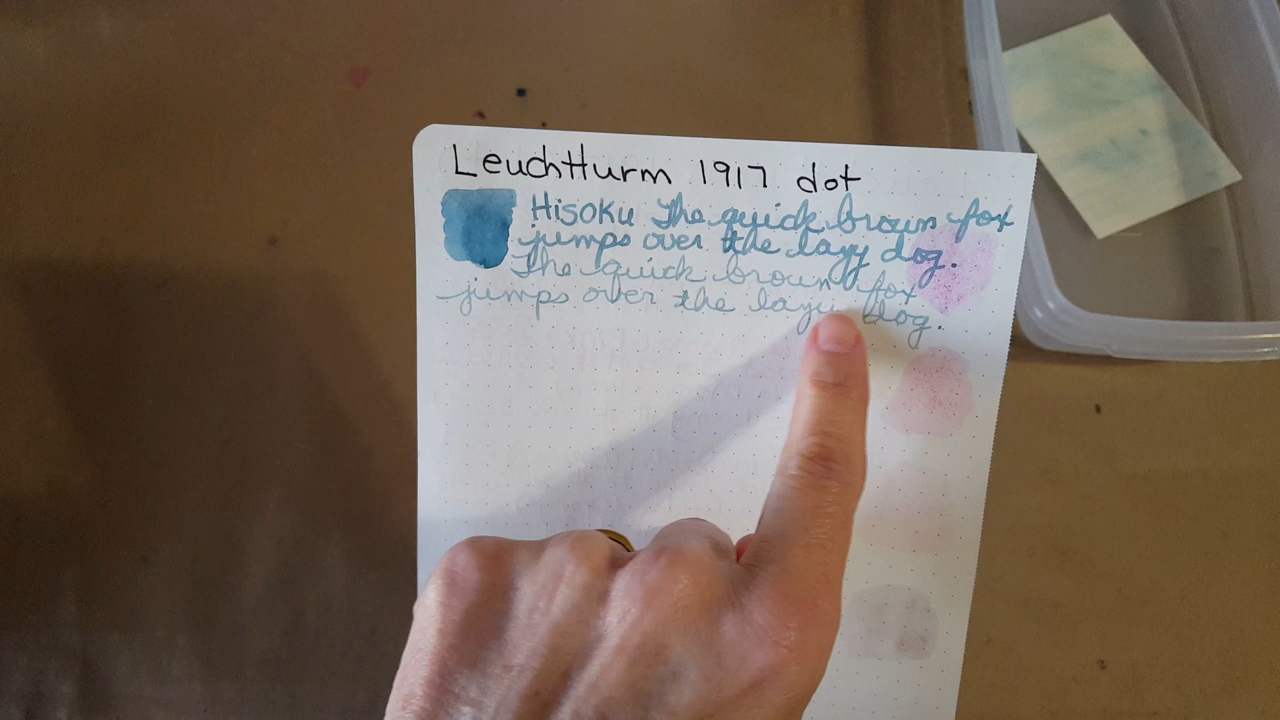 Leuchtturm 1917 dot
Hisoku The quick brown fox
jumps over the lazy dog.
The quick brown fox
jumps over the lazy dog.